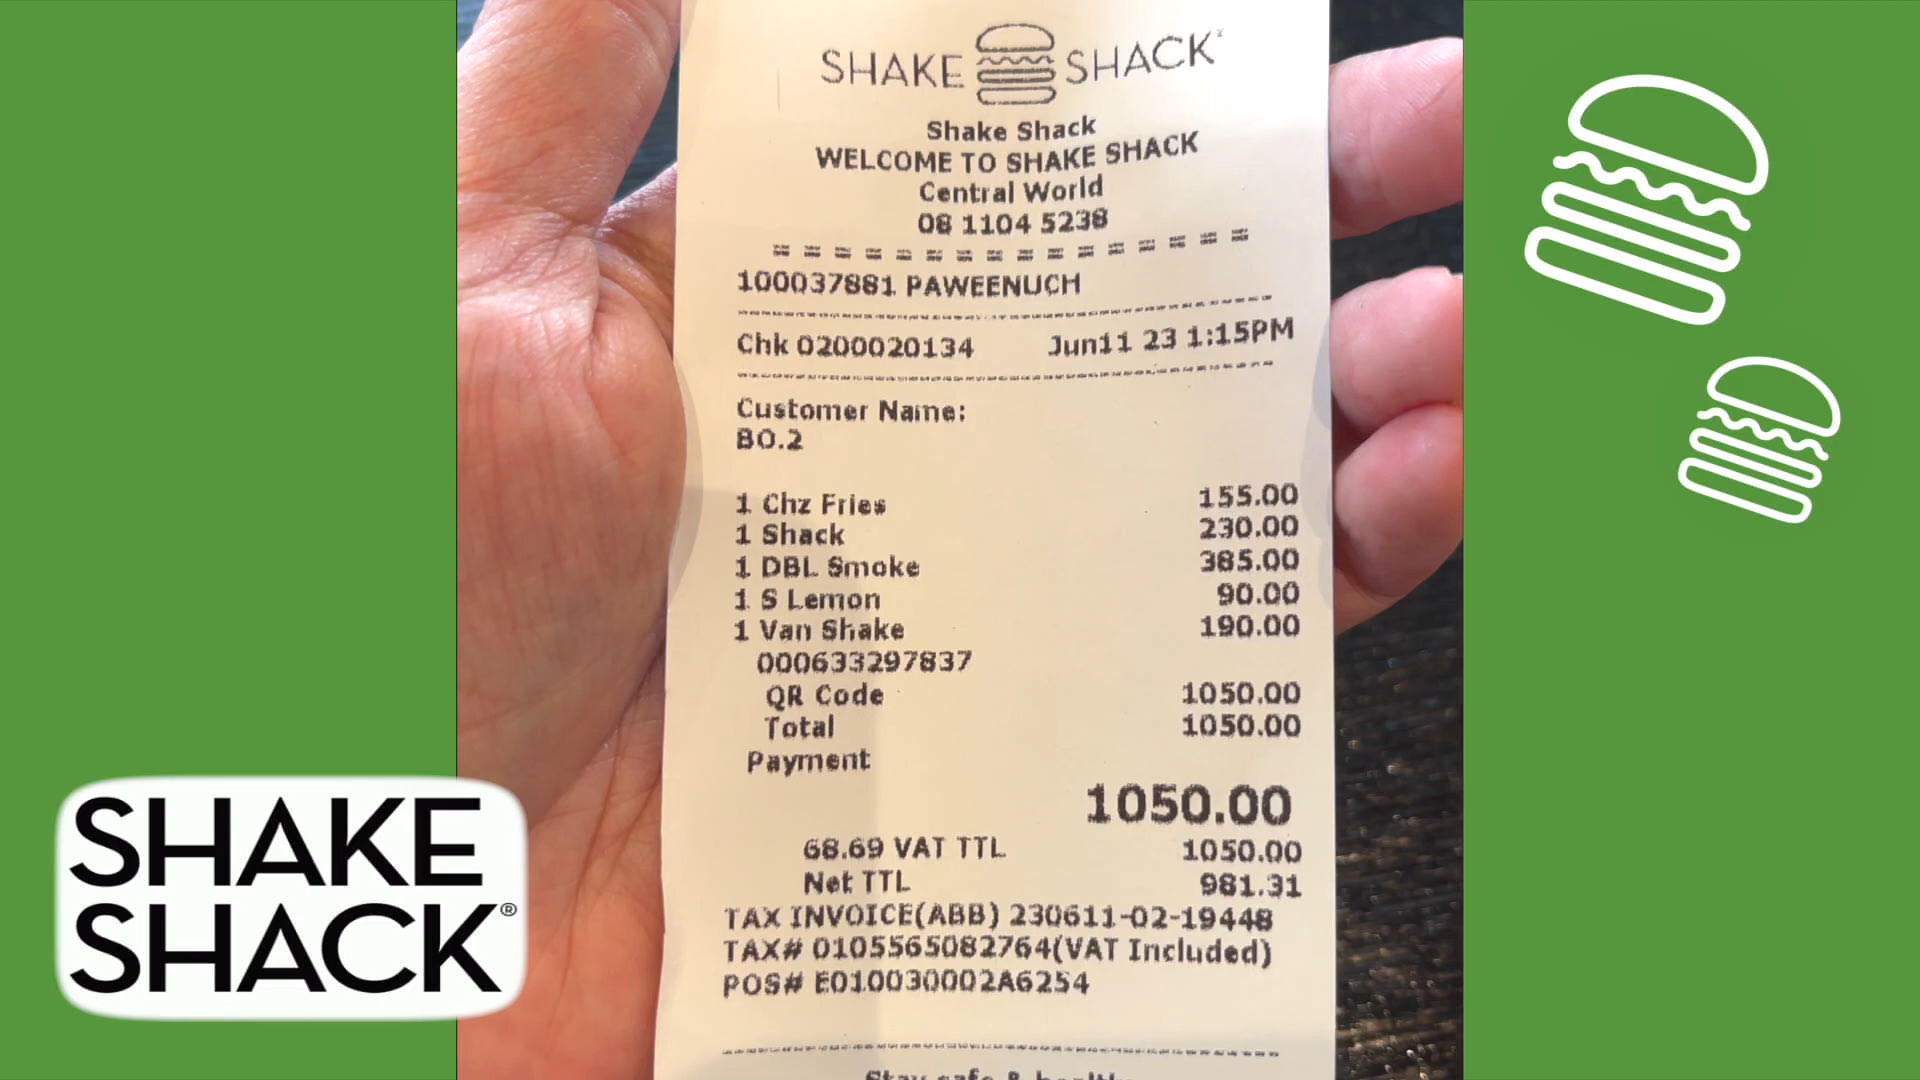 SHAKE SHACK
Shake Shack
WELCOME TO SHAKE SHACK
Central World
08 1104 5238
100037881 PAWEENUCH
Chk 0200020134 Jun11 23 1:15PM
Customer Name:
BO.2
1 Chz Fries 155.00
1 Shack 230.00
1 DBL Smoke 385.00
1 S Lemon 90.00
1 Van Shake 190.00
000633297837
QR Code 1050.00
Total 1050.00
Payment
1050.00
68.69 VAT TTL 1050.00
Net TTL 981.31
TAX INVOICE(ABB) 230611-02-19448
TAX# 0105565082764(VAT Included)
POS# E010030002A6254
Stay safe & healthy
SHAKE
SHACK®